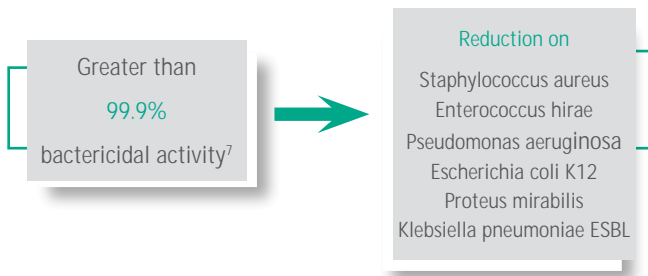 Greater than
99.9%
bactericidal activity7
Reduction on
Staphylococcus aureus
Enterococcus hirae
Pseudomonas aeruginosa
Escherichia coli K12
Proteus mirabilis
Klebsiella pneumoniae ESBL